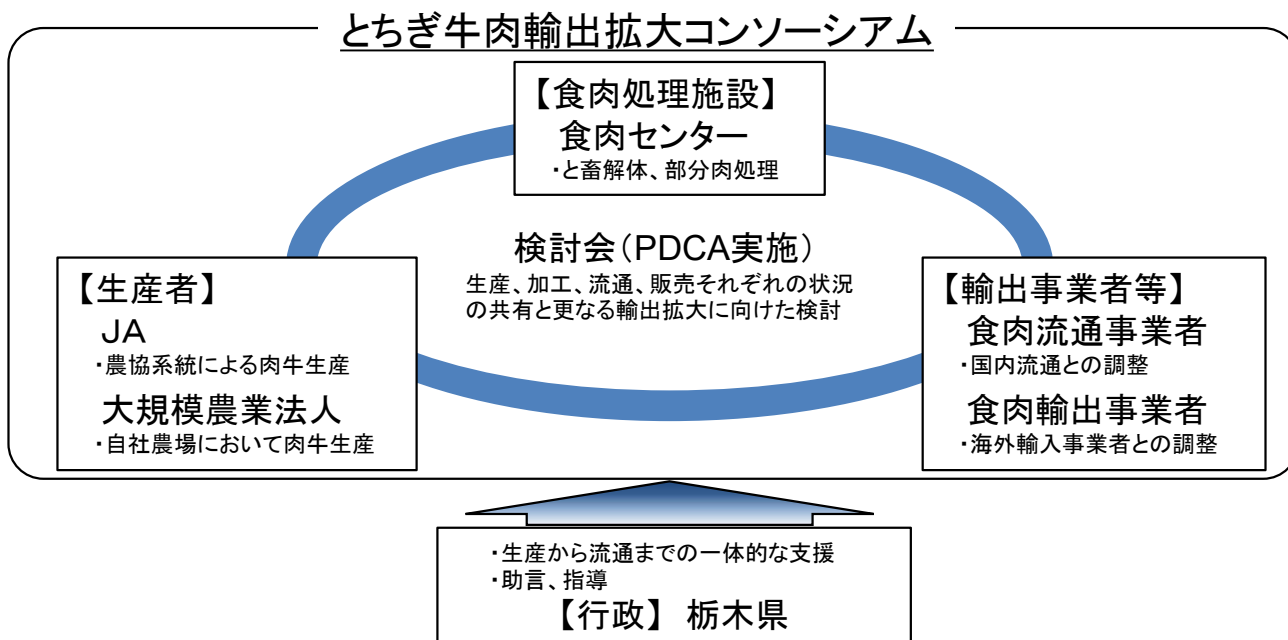 とちぎ牛肉輸出拡大コンソーシアム
【食肉処理施設】
食肉センター
・と畜解体、部分肉処理
検討会（PDCA実施）
生産、加工、流通、販売それぞれの状況
の共有と更なる輸出拡大に向けた検討
【生産者】
JA
・農協系統による肉牛生産
大規模農業法人
・自社農場において肉牛生産
【輸出事業者等】
食肉流通事業者
・国内流通との調整
食肉輸出事業者
・海外輸入事業者との調整
・生産から流通までの一体的な支援
・助言、指導
【行政】 栃木県